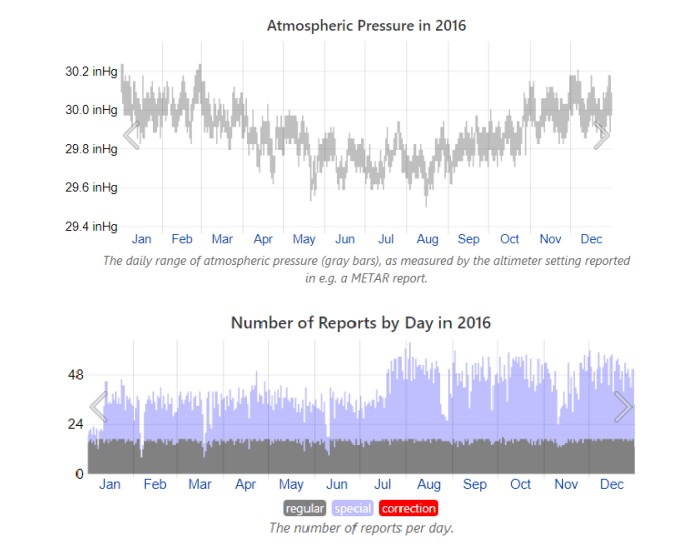 Atmospheric Pressure in 2016
30.2 inHg
30.0 inHg
29.8 inHg
29.6 inHg
29.4 inHg
Jan Feb Mar Apr May Jun Jul Aug Sep Oct Nov Dec
The daily range of atmospheric pressure (gray bars), as measured by the altimeter setting reported
in e.g. a METAR report.
Number of Reports by Day in 2016
48
24
0
Jan Feb Mar Apr May Jun Jul Aug Sep Oct Nov Dec
regular special correction
The number of reports per day.